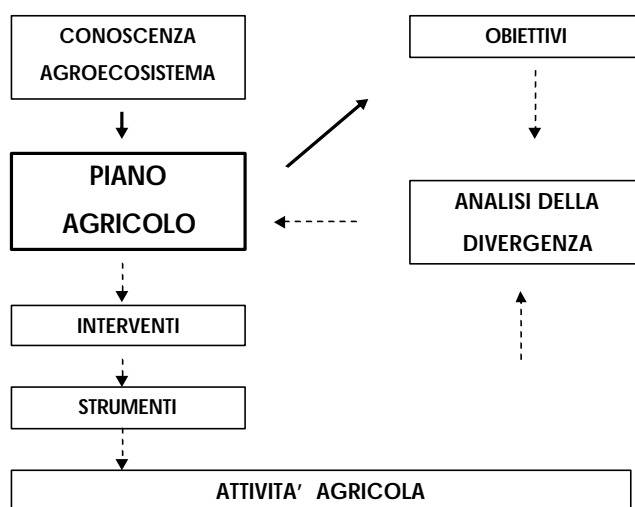 CONOSCENZA
AGROECOSISTEMA
OBIETTIVI
PIANO
AGRICOLO
ANALISI DELLA
DIVERGENZA
INTERVENTI
STRUMENTI
ATTIVITA' AGRICOLA